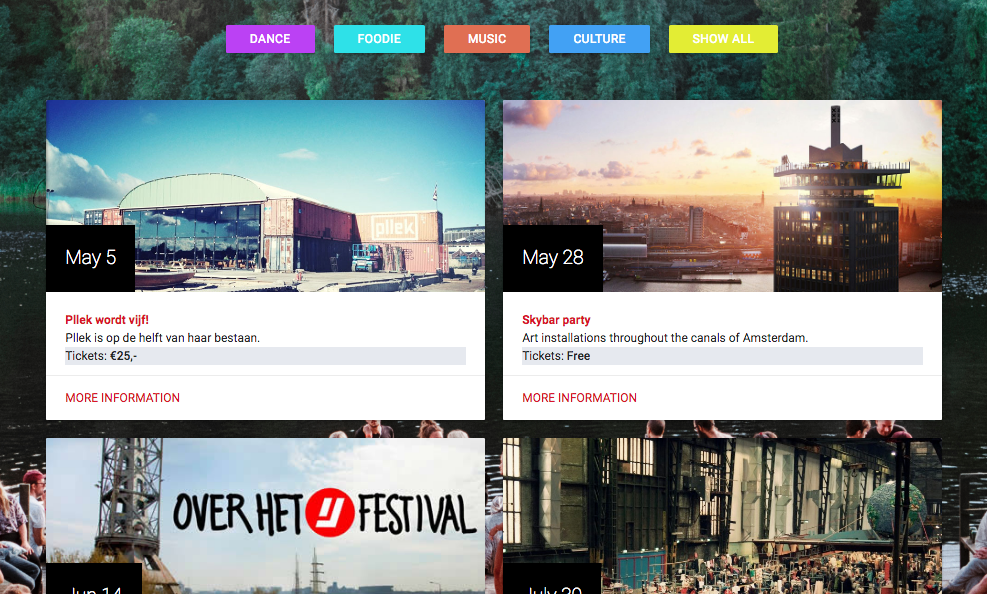 DANCE
FOODIE
MUSIC
CULTURE
SHOW ALL
pllek
May 5
Pllek wordt vijf!
Pllek is op de helft van haar bestaan.
Tickets: €25,-
MORE INFORMATION
May 28
Skybar party
Art installations throughout the canals of Amsterdam.
Tickets: Free
MORE INFORMATION
OVER HET IJ FESTIVAL
Jun 14
July 20